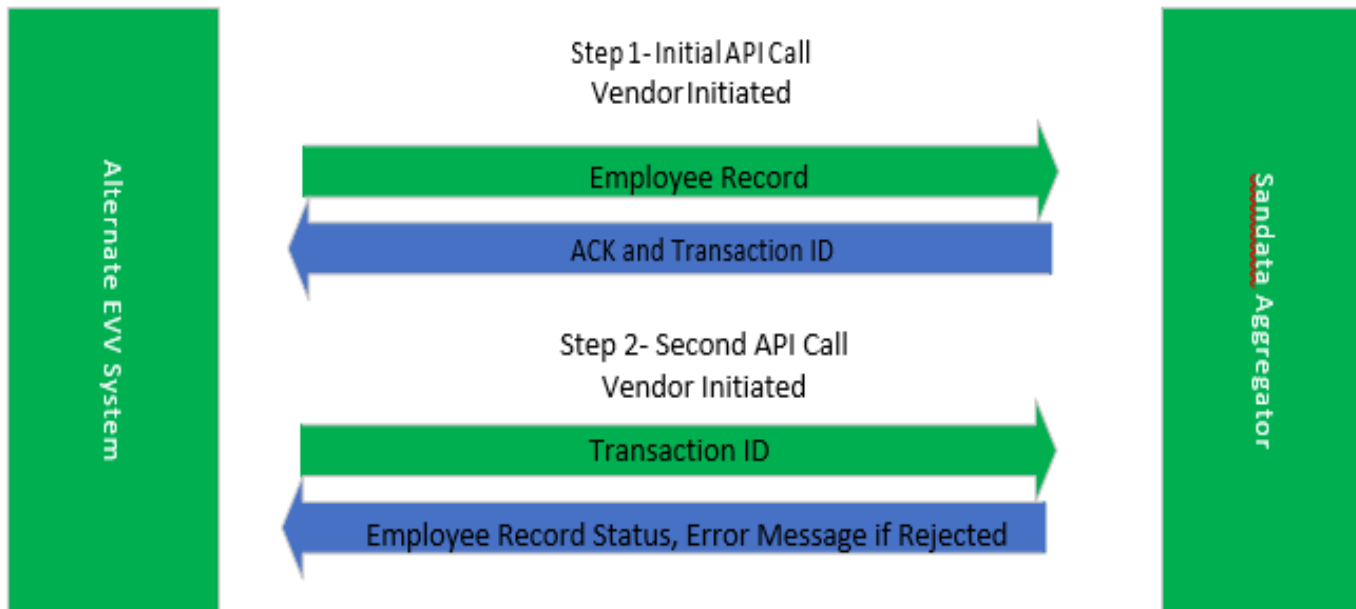 Alternate EVV System
Step 1- Initial API Call
Vendor Initiated
Employee Record
ACK and Transaction ID
Step 2- Second API Call
Vendor Initiated
Transaction ID
Employee Record Status, Error Message if Rejected
Sandata Aggregator